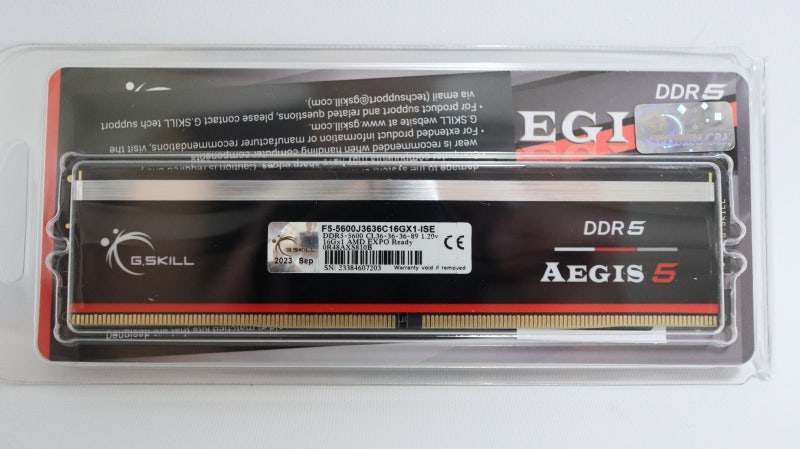 DDR5
EGI
via email (techsupport@gskill.com).
* For product support and related questions, please contact G.SKILL tech support
G.SKILL website at www.gskill.com.
* For extended product information or manufacturer recommendations, visit the
wear is recommended when handling computer components
G.SKILL
F5-5600J3636C16GX1-ISE
DDR5-5600 CL36-36-36-89 1.20v
16Gx1 AMD EXPO Ready
0R48AXS810B
G.SKILL
2023 Sep
SN: 23384607203
Warranty void if removed
CE
DDR5
AEGIS 5